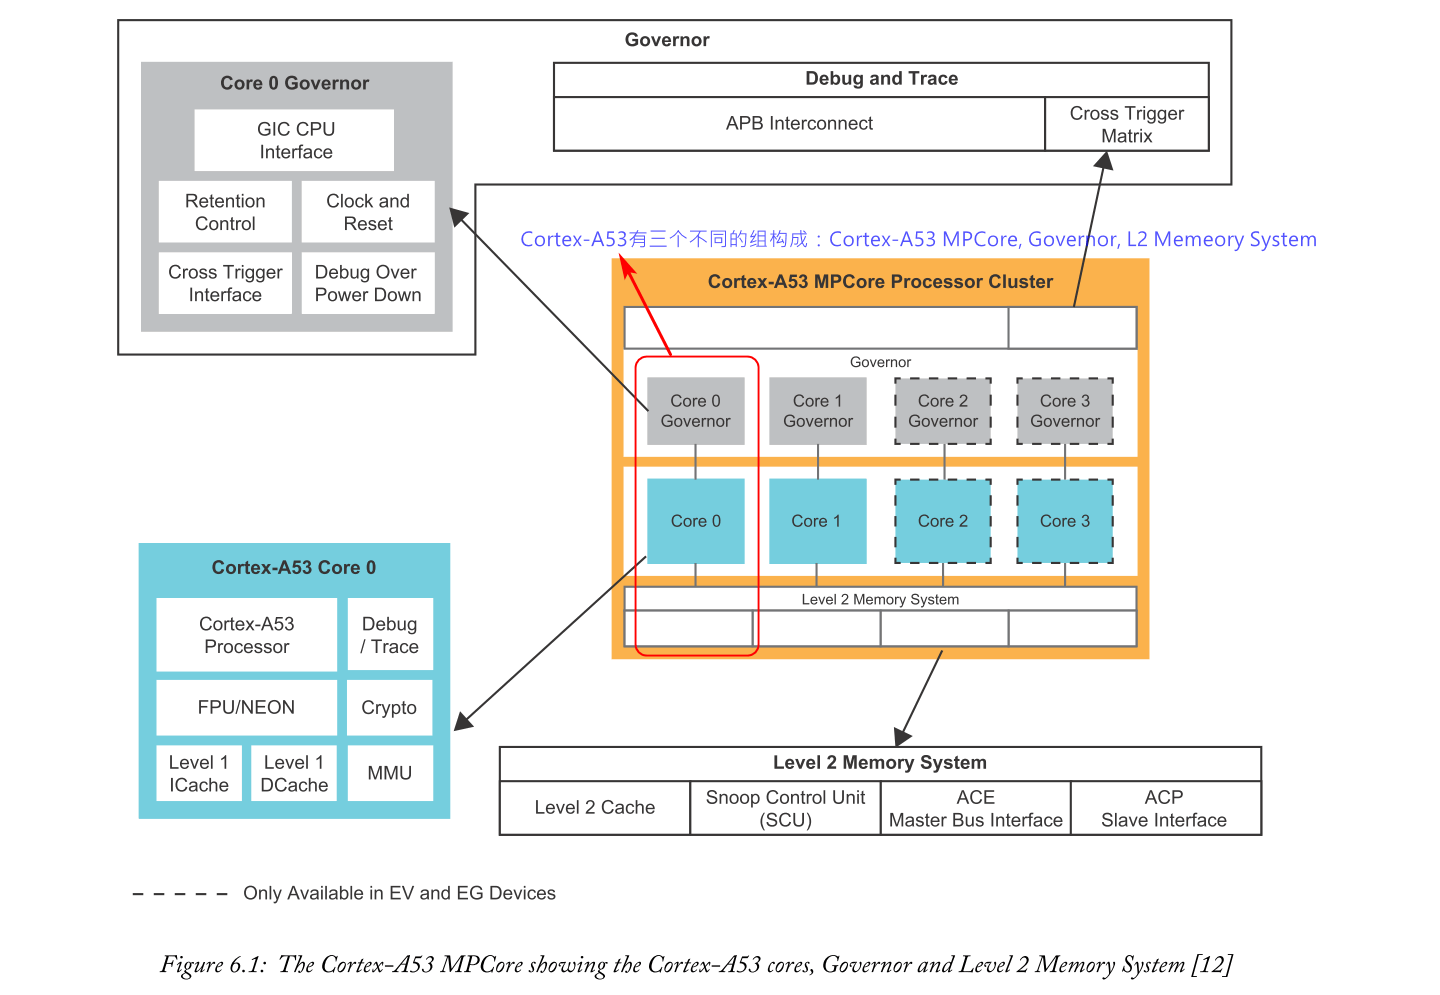 Governor
Core 0 Governor
GIC CPU
Interface
Retention
Control
Clock and
Reset
Cross Trigger
Interface
Debug Over
Power Down
Debug and Trace
APB Interconnect
Cross Trigger
Matrix
Cortex-A53有三个不同的组构成：Cortex-A53 MPCore, Governor, L2 Memeory System
Cortex-A53 MPCore Processor Cluster
Governor
Core 0
Governor
Core 1
Governor
Core 2
Governor
Core 3
Governor
Core 0
Core 1
Core 2
Core 3
Level 2 Memory System
Cortex-A53 Core 0
Cortex-A53
Processor
Debug
/ Trace
FPU/NEON
Crypto
Level 1
ICache
Level 1
DCache
MMU
Level 2 Memory System
Level 2 Cache
Snoop Control Unit
(SCU)
ACE
Master Bus Interface
ACP
Slave Interface
Only Available in EV and EG Devices
Figure 6.1: The Cortex-A53 MPCore showing the Cortex-A53 cores, Governor and Level 2 Memory System [12]